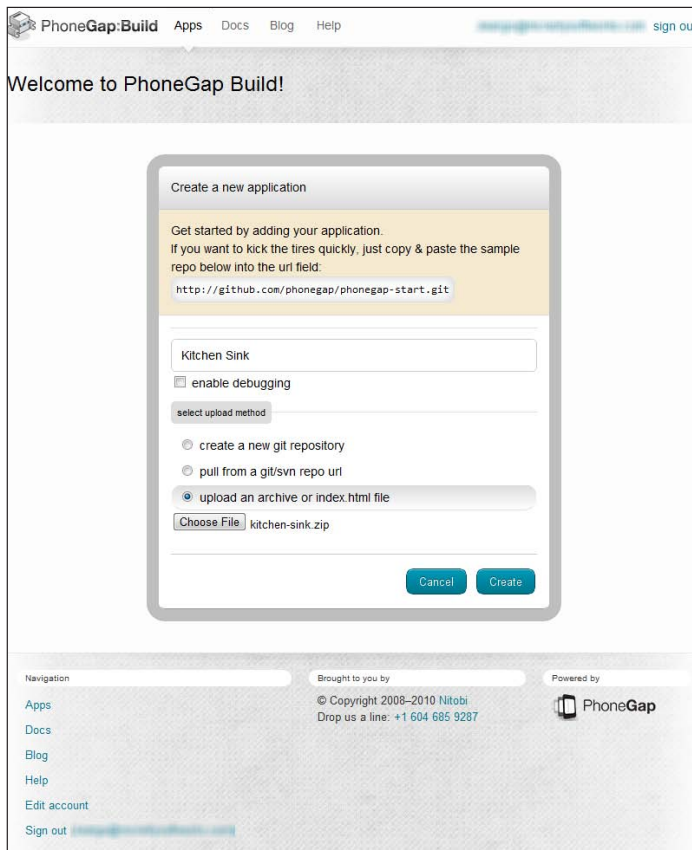 PhoneGap:Build Apps Docs Blog Help sign ou
Welcome to PhoneGap Build!
Create a new application
Get started by adding your application.
If you want to kick the tires quickly, just copy & paste the sample
repo below into the url field:
http://github.com/phonegap/phonegap-start.git
Kitchen Sink
enable debugging
select upload method
create a new git repository
pull from a git/svn repo url
upload an archive or index.html file
Choose File kitchen-sink.zip
Cancel Create
Navigation
Apps
Docs
Blog
Help
Edit account
Sign out
Brought to you by
© Copyright 2008–2010 Nitobi
Drop us a line: +1 604 685 9287
Powered by
PhoneGap